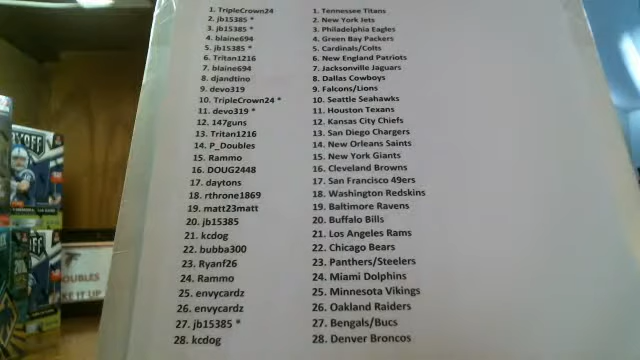 1. TripleCrown24 1. Tennessee Titans
2. jb15385 * 2. New York Jets
3. jb15385 * 3. Philadelphia Eagles
4. blaine694 4. Green Bay Packers
5. jb15385 * 5. Cardinals/Colts
6. Tritan1216 6. New England Patriots
7. blaine694 7. Jacksonville Jaguars
8. djandtino 8. Dallas Cowboys
9. devo319 9. Falcons/Lions
10. TripleCrown24 * 10. Seattle Seahawks
11. devo319 * 11. Houston Texans
12. 147guns 12. Kansas City Chiefs
13. Tritan1216 13. San Diego Chargers
14. P_Doubles 14. New Orleans Saints
15. Rammo 15. New York Giants
16. DOUG2448 16. Cleveland Browns
17. daytons 17. San Francisco 49ers
18. rthrone1869 18. Washington Redskins
19. matt23matt 19. Baltimore Ravens
20. jb15385 20. Buffalo Bills
21. kcdog 21. Los Angeles Rams
22. bubba300 22. Chicago Bears
23. Ryanf26 23. Panthers/Steelers
24. Rammo 24. Miami Dolphins
25. envycardz 25. Minnesota Vikings
26. envycardz 26. Oakland Raiders
27. jb15385 * 27. Bengals/Bucs
28. kcdog 28. Denver Broncos
OUBLES
KE IT UP